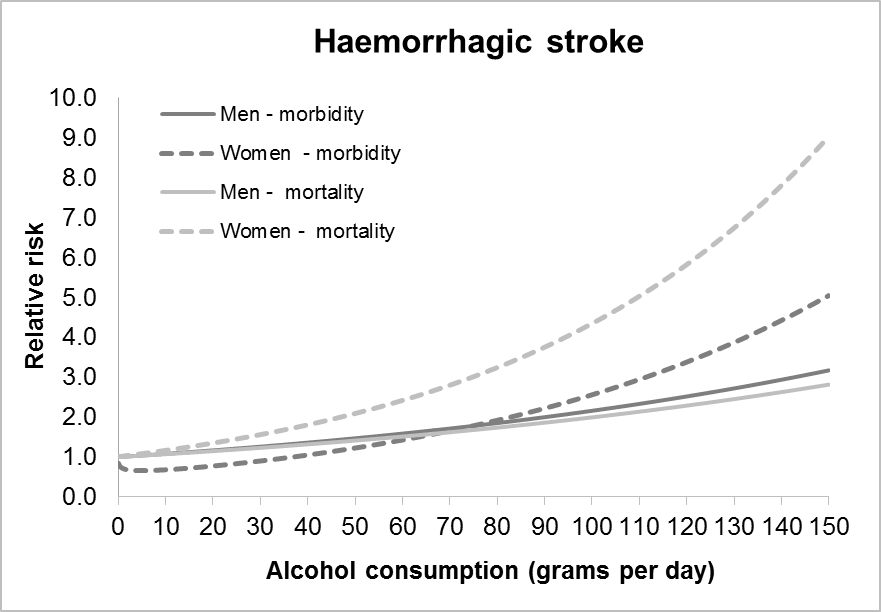 Haemorrhagic stroke
10.0
9.0
8.0
7.0
6.0
5.0
4.0
3.0
2.0
1.0
0.0
Relative risk
Men - morbidity
Women - morbidity
Men - mortality
Women - mortality
0 10 20 30 40 50 60 70 80 90 100 110 120 130 140 150
Alcohol consumption (grams per day)